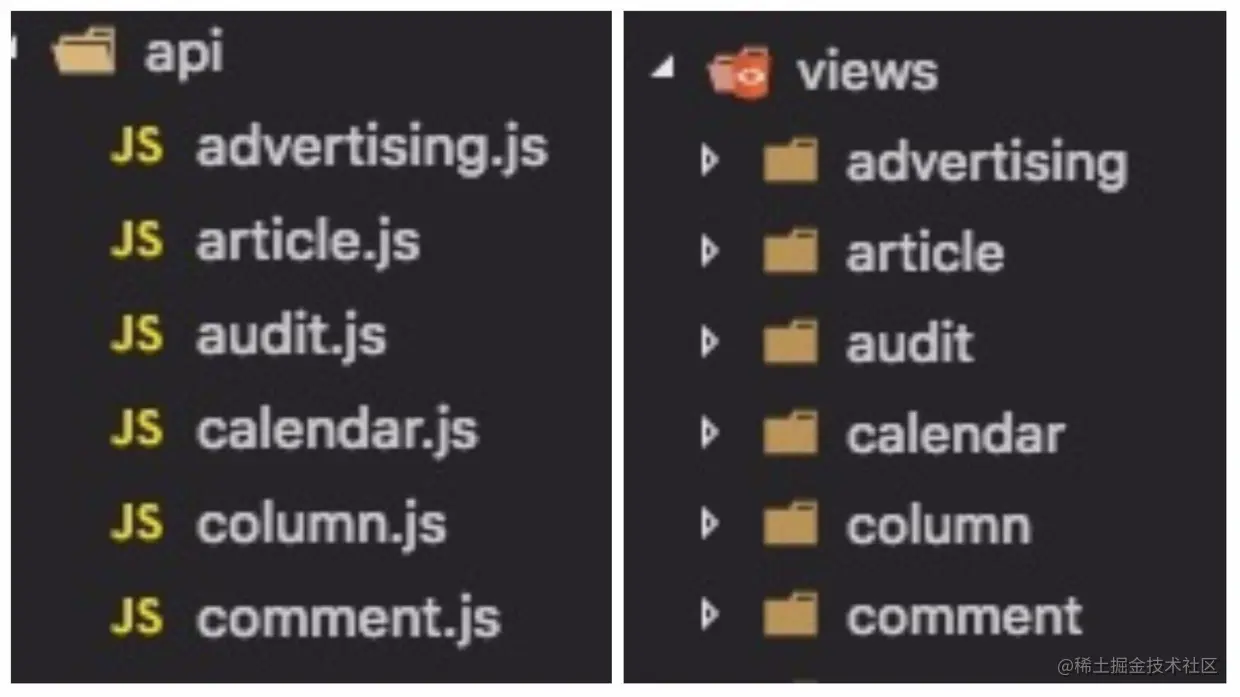 api
JS advertising.js
JS article.js
JS audit.js
JS calendar.js
JS column.js
JS comment.js
views
advertising
article
audit
calendar
column
comment
@稀土掘金技术社区